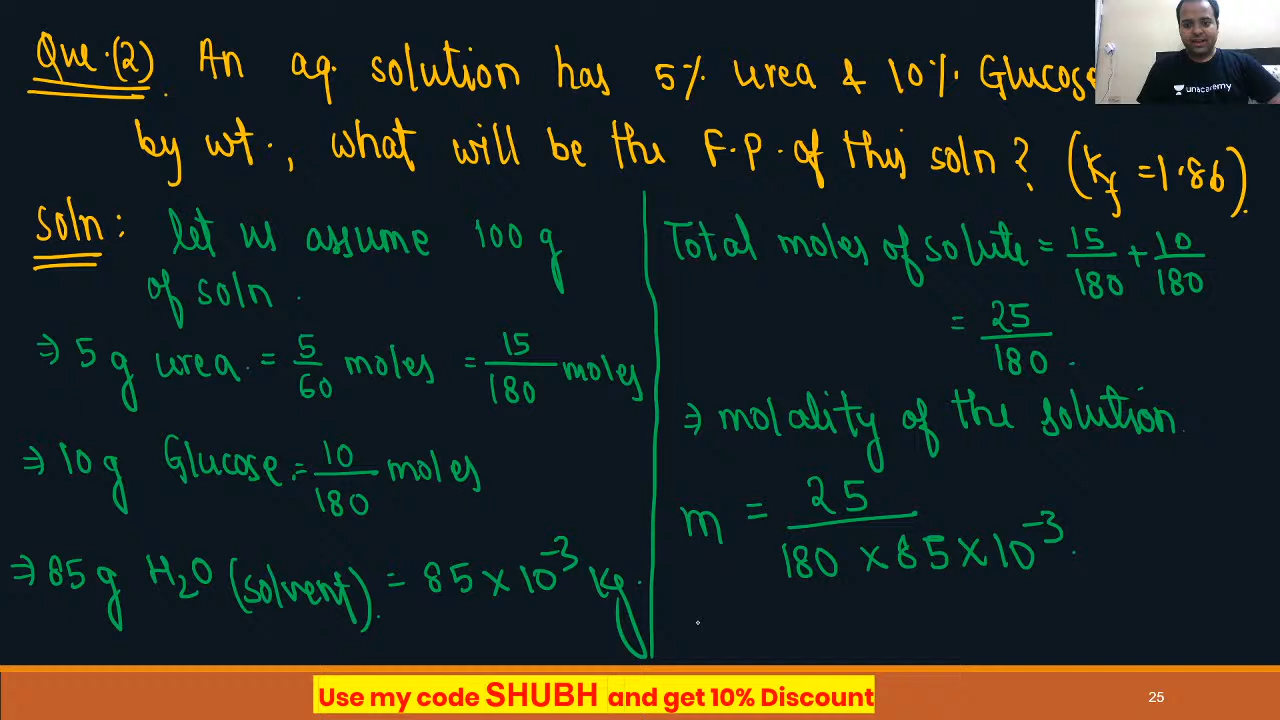 Que.(2) An aq. solution has 5% urea & 10% Glucose
by wt., what will be the F.P. of this soln? (Kf = 1.86).
Soln:
let us assume 100 g
of soln.
⇒ 5 g urea = 5/60 moles = 15/180 moles
⇒ 10 g Glucose = 10/180 moles
⇒ 85 g H₂O (solvent) = 85 × 10⁻³ Kg.
Total moles of solute = 15/180 + 10/180
= 25/180.
⇒ molality of the solution
m = 25/(180 × 85 × 10⁻³).
unacademy
Use my code SHUBH and get 10% Discount
25